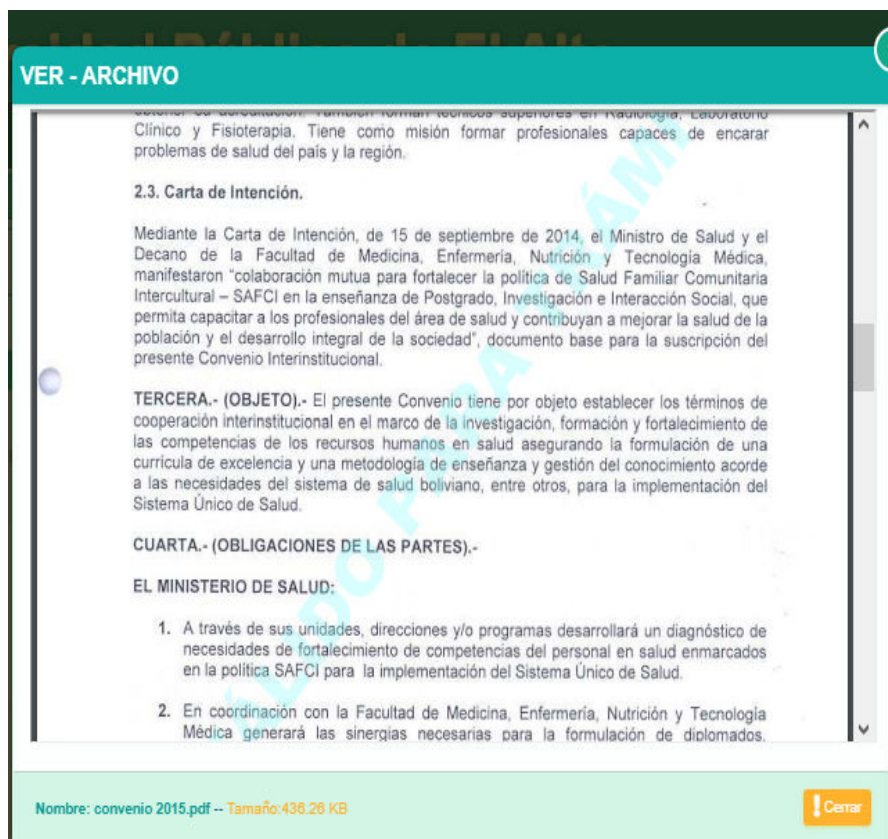 VER - ARCHIVO
obtener su acreditación. También forman técnicos superiores en Radiología, Laboratorio
Clínico y Fisioterapia. Tiene como misión formar profesionales capaces de encarar
problemas de salud del país y la región.
2.3. Carta de Intención.
Mediante la Carta de Intención, de 15 de septiembre de 2014, el Ministro de Salud y el
Decano de la Facultad de Medicina, Enfermería, Nutrición y Tecnología Médica,
manifestaron “colaboración mutua para fortalecer la política de Salud Familiar Comunitaria
Intercultural – SAFCI en la enseñanza de Postgrado, Investigación e Interacción Social, que
permita capacitar a los profesionales del área de salud y contribuyan a mejorar la salud de la
población y el desarrollo integral de la sociedad”, documento base para la suscripción del
presente Convenio Interinstitucional.
TERCERA.- (OBJETO).- El presente Convenio tiene por objeto establecer los términos de
cooperación interinstitucional en el marco de la investigación, formación y fortalecimiento de
las competencias de los recursos humanos en salud asegurando la formulación de una
curricula de excelencia y una metodología de enseñanza y gestión del conocimiento acorde
a las necesidades del sistema de salud boliviano, entre otros, para la implementación del
Sistema Único de Salud.
CUARTA.- (OBLIGACIONES DE LAS PARTES).-
EL MINISTERIO DE SALUD:
1. A través de sus unidades, direcciones y/o programas desarrollará un diagnóstico de
necesidades de fortalecimiento de competencias del personal en salud enmarcados
en la política SAFCI para la implementación del Sistema Único de Salud.
2. En coordinación con la Facultad de Medicina, Enfermería, Nutrición y Tecnología
Médica generará las sinergias necesarias para la formulación de diplomados,
PARA
Nombre: convenio 2015.pdf -- Tamaño:436.26 KB
Cerrar